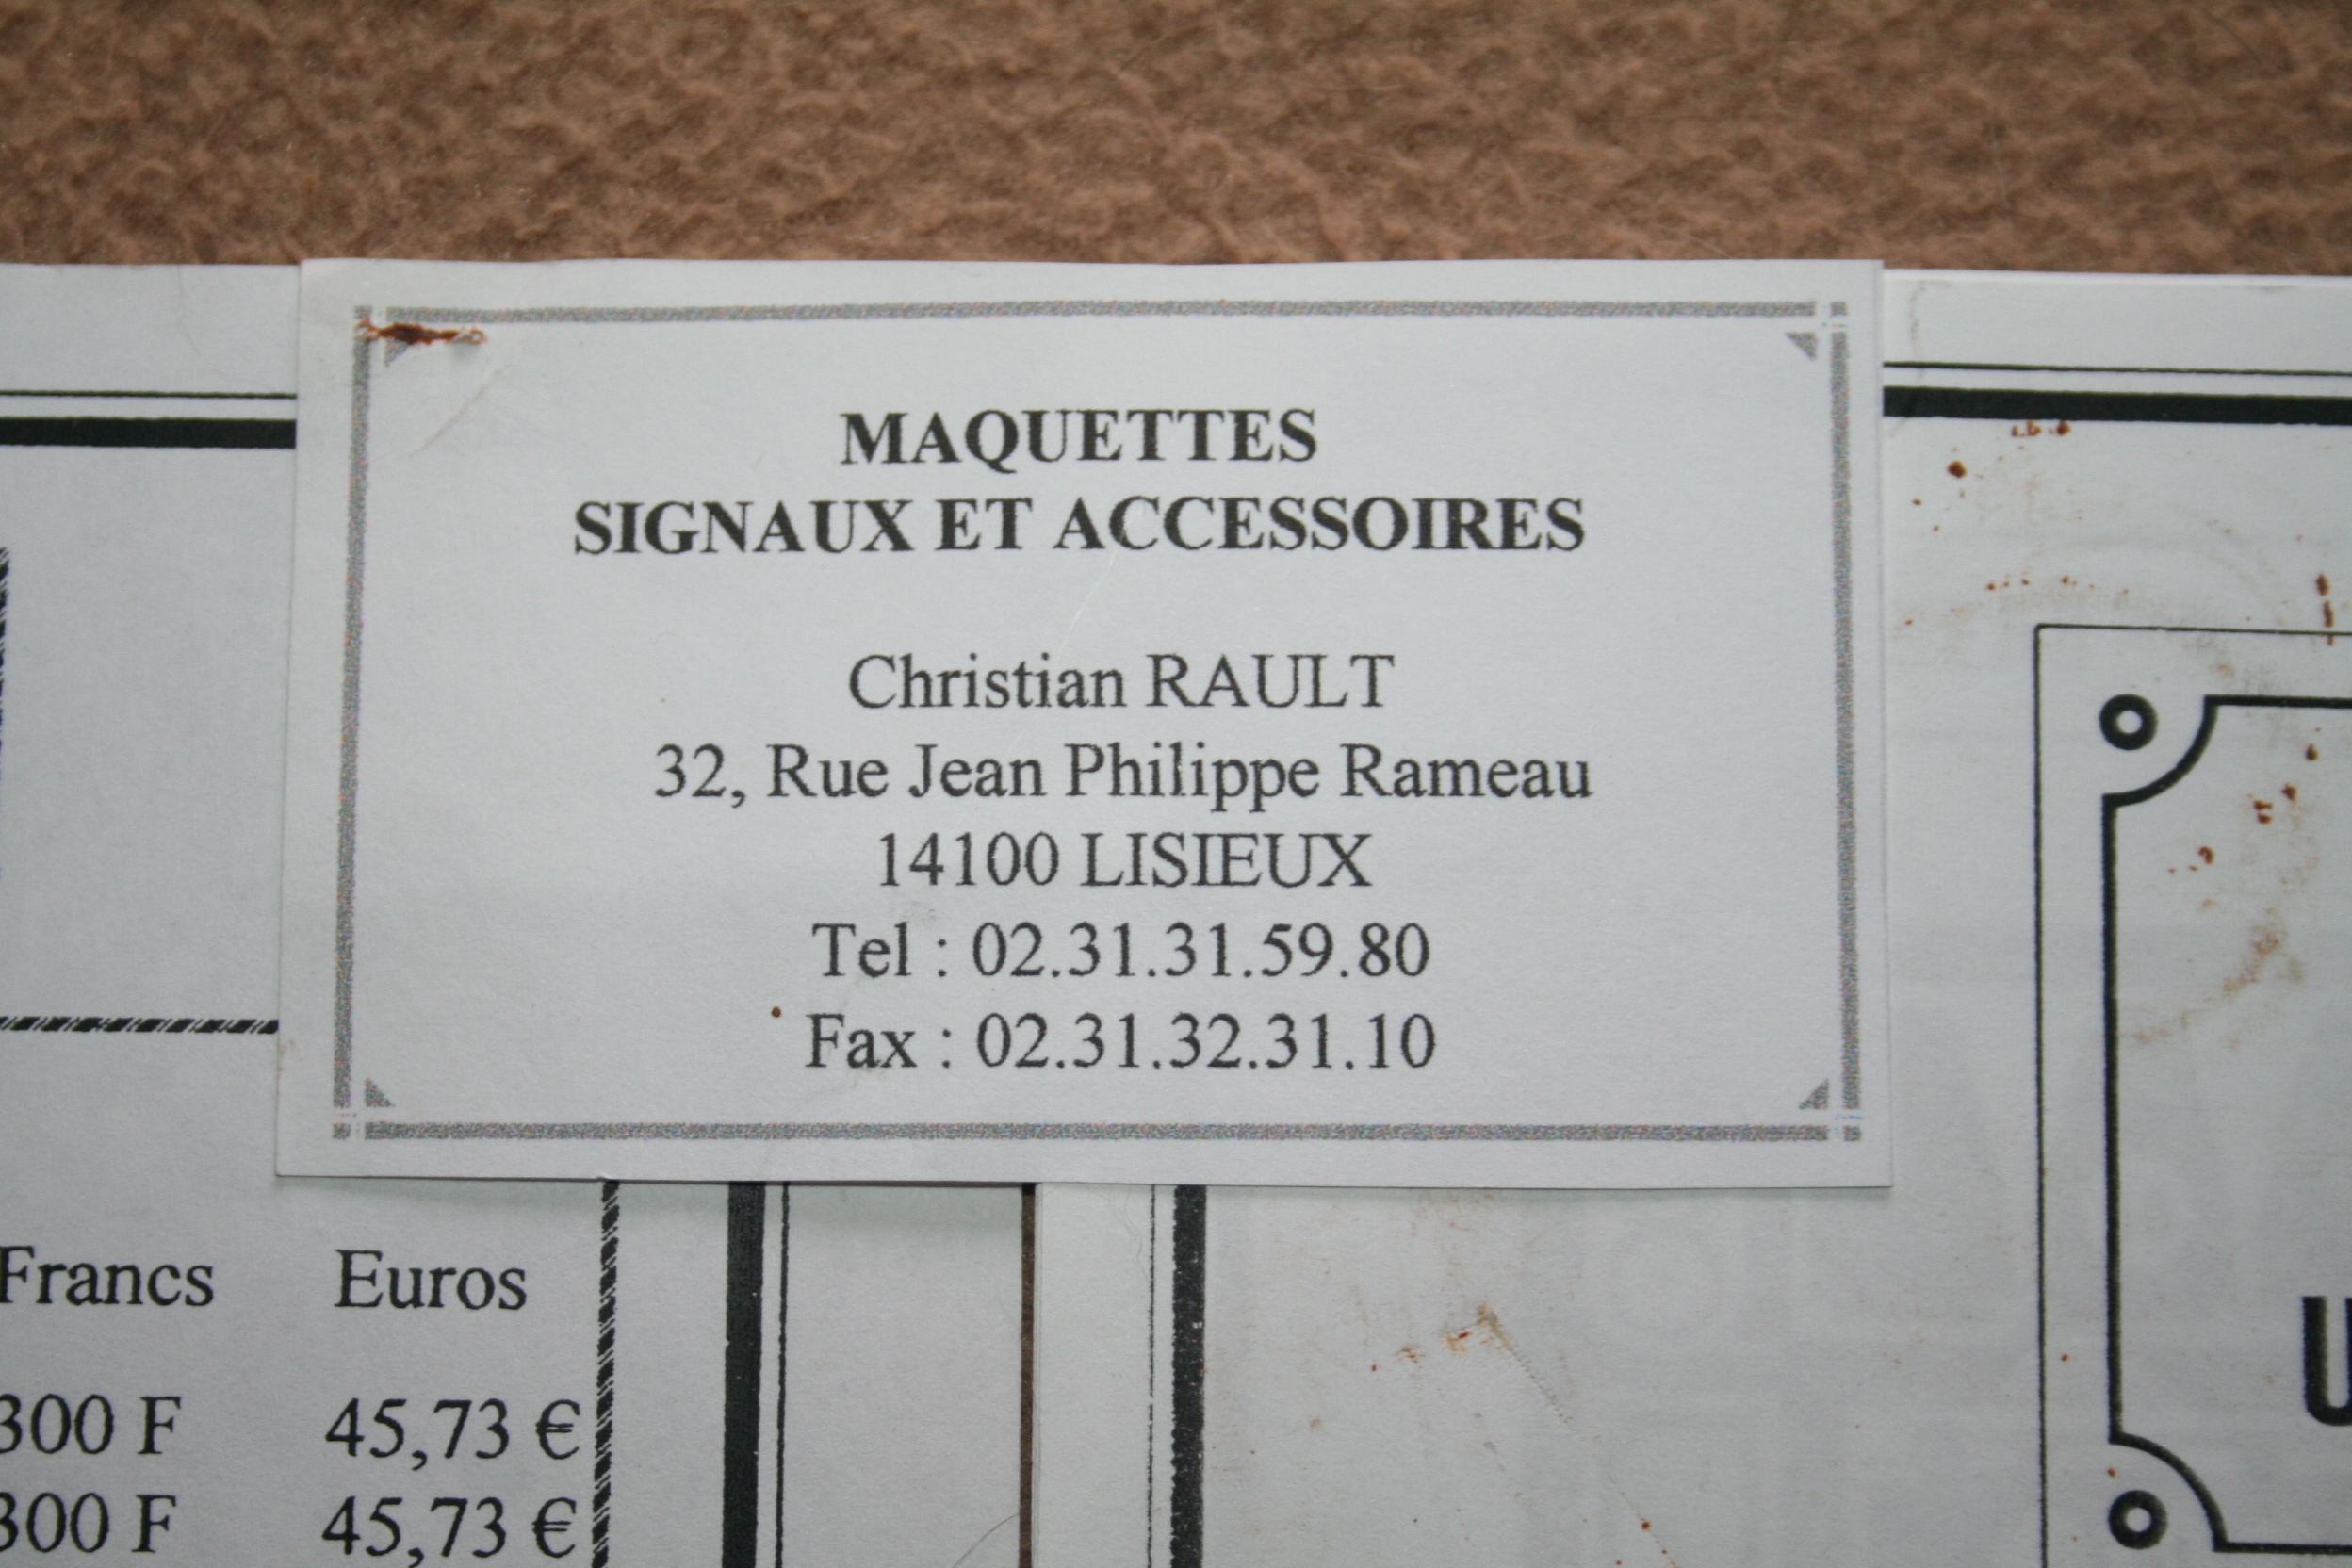 MAQUETTES
SIGNAUX ET ACCESSOIRES
Christian RAULT
32, Rue Jean Philippe Rameau
14100 LISIEUX
Tel : 02.31.31.59.80
Fax : 02.31.32.31.10
Francs Euros
300 F 45,73 €
300 F 45,73 €